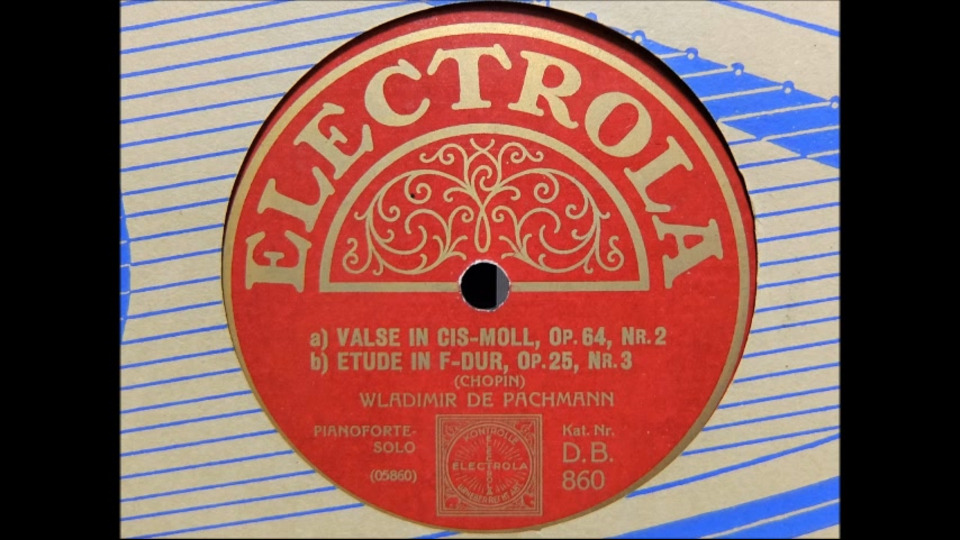 ELECTROLA
a) VALSE IN CIS-MOLL, OP. 64, NR. 2
b) ETUDE IN F-DUR, OP. 25, NR. 3
(CHOPIN)
WLADIMIR DE PACHMANN
PIANOFORTE-
SOLO
(05860)
KONTROLLE
ELECTROLA
Kat. Nr.
D.B.
860